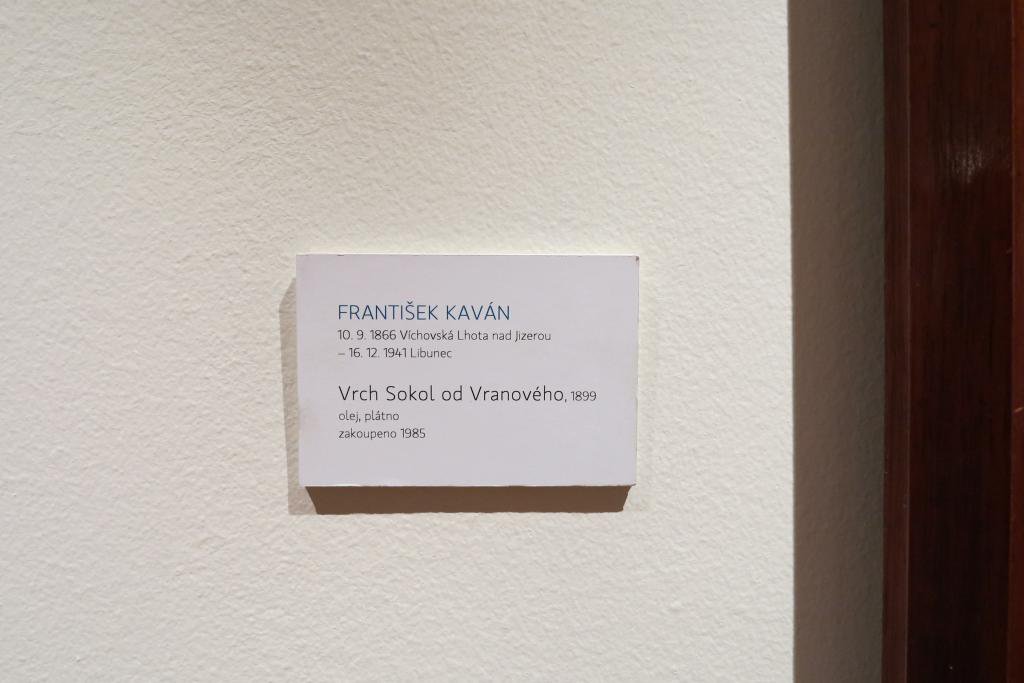 FRANTIŠEK KAVÁN
10. 9. 1866 Víchovská Lhota nad Jizerou
– 16. 12. 1941 Libunec
Vrch Sokol od Vranového, 1899
olej, plátno
zakoupeno 1985